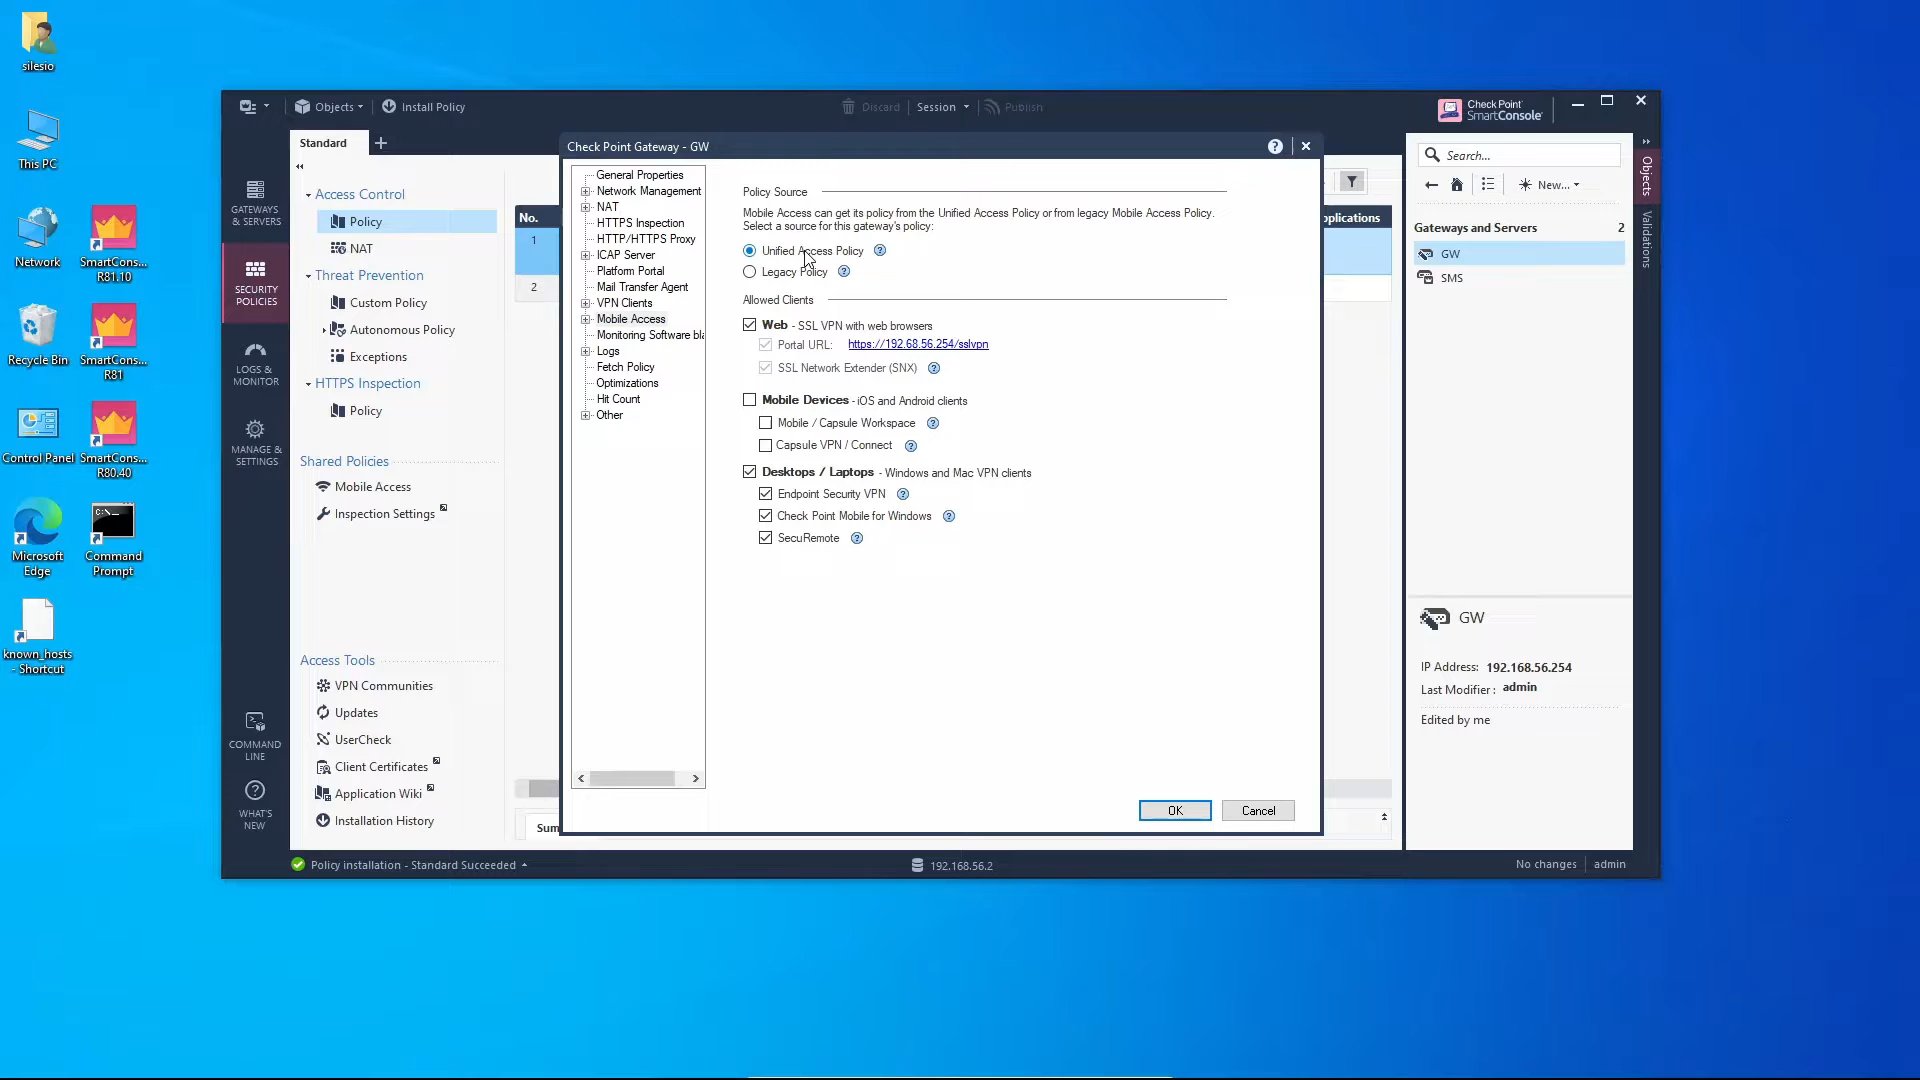 silesio
This PC
Network
SmartCons...
R81.10
Recycle Bin
SmartCons...
R81
Control Panel
SmartCons...
R80.40
Microsoft
Edge
Command
Prompt
known_hosts
- Shortcut
Objects
Install Policy
Discard
Session
Publish
Check Point
SmartConsole
Standard
GATEWAYS
& SERVERS
SECURITY
POLICIES
LOGS &
MONITOR
MANAGE &
SETTINGS
COMMAND
LINE
WHAT'S
NEW
Access Control
Policy
NAT
Threat Prevention
Custom Policy
Autonomous Policy
Exceptions
HTTPS Inspection
Policy
Shared Policies
Mobile Access
Inspection Settings
Access Tools
VPN Communities
Updates
UserCheck
Client Certificates
Application Wiki
Installation History
No.
1
2
pplications
Sum
Check Point Gateway - GW
General Properties
Network Management
NAT
HTTPS Inspection
HTTP/HTTPS Proxy
ICAP Server
Platform Portal
Mail Transfer Agent
VPN Clients
Mobile Access
Monitoring Software bla
Logs
Fetch Policy
Optimizations
Hit Count
Other
Policy Source
Mobile Access can get its policy from the Unified Access Policy or from legacy Mobile Access Policy.
Select a source for this gateway's policy:
Unified Access Policy
Legacy Policy
Allowed Clients
Web - SSL VPN with web browsers
Portal URL: https://192.68.56.254/sslvpn
SSL Network Extender (SNX)
Mobile Devices - iOS and Android clients
Mobile / Capsule Workspace
Capsule VPN / Connect
Desktops / Laptops - Windows and Mac VPN clients
Endpoint Security VPN
Check Point Mobile for Windows
SecuRemote
OK
Cancel
Search...
New...
Gateways and Servers 2
GW
SMS
Objects
Validations
GW
IP Address: 192.168.56.254
Last Modifier : admin
Edited by me
Policy installation - Standard Succeeded
192.168.56.2
No changes
admin